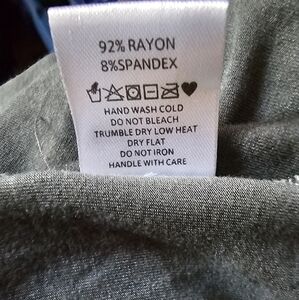 92% RAYON
8%SPANDEX
HAND WASH COLD
DO NOT BLEACH
TRUMBLE DRY LOW HEAT
DRY FLAT
DO NOT IRON
HANDLE WITH CARE